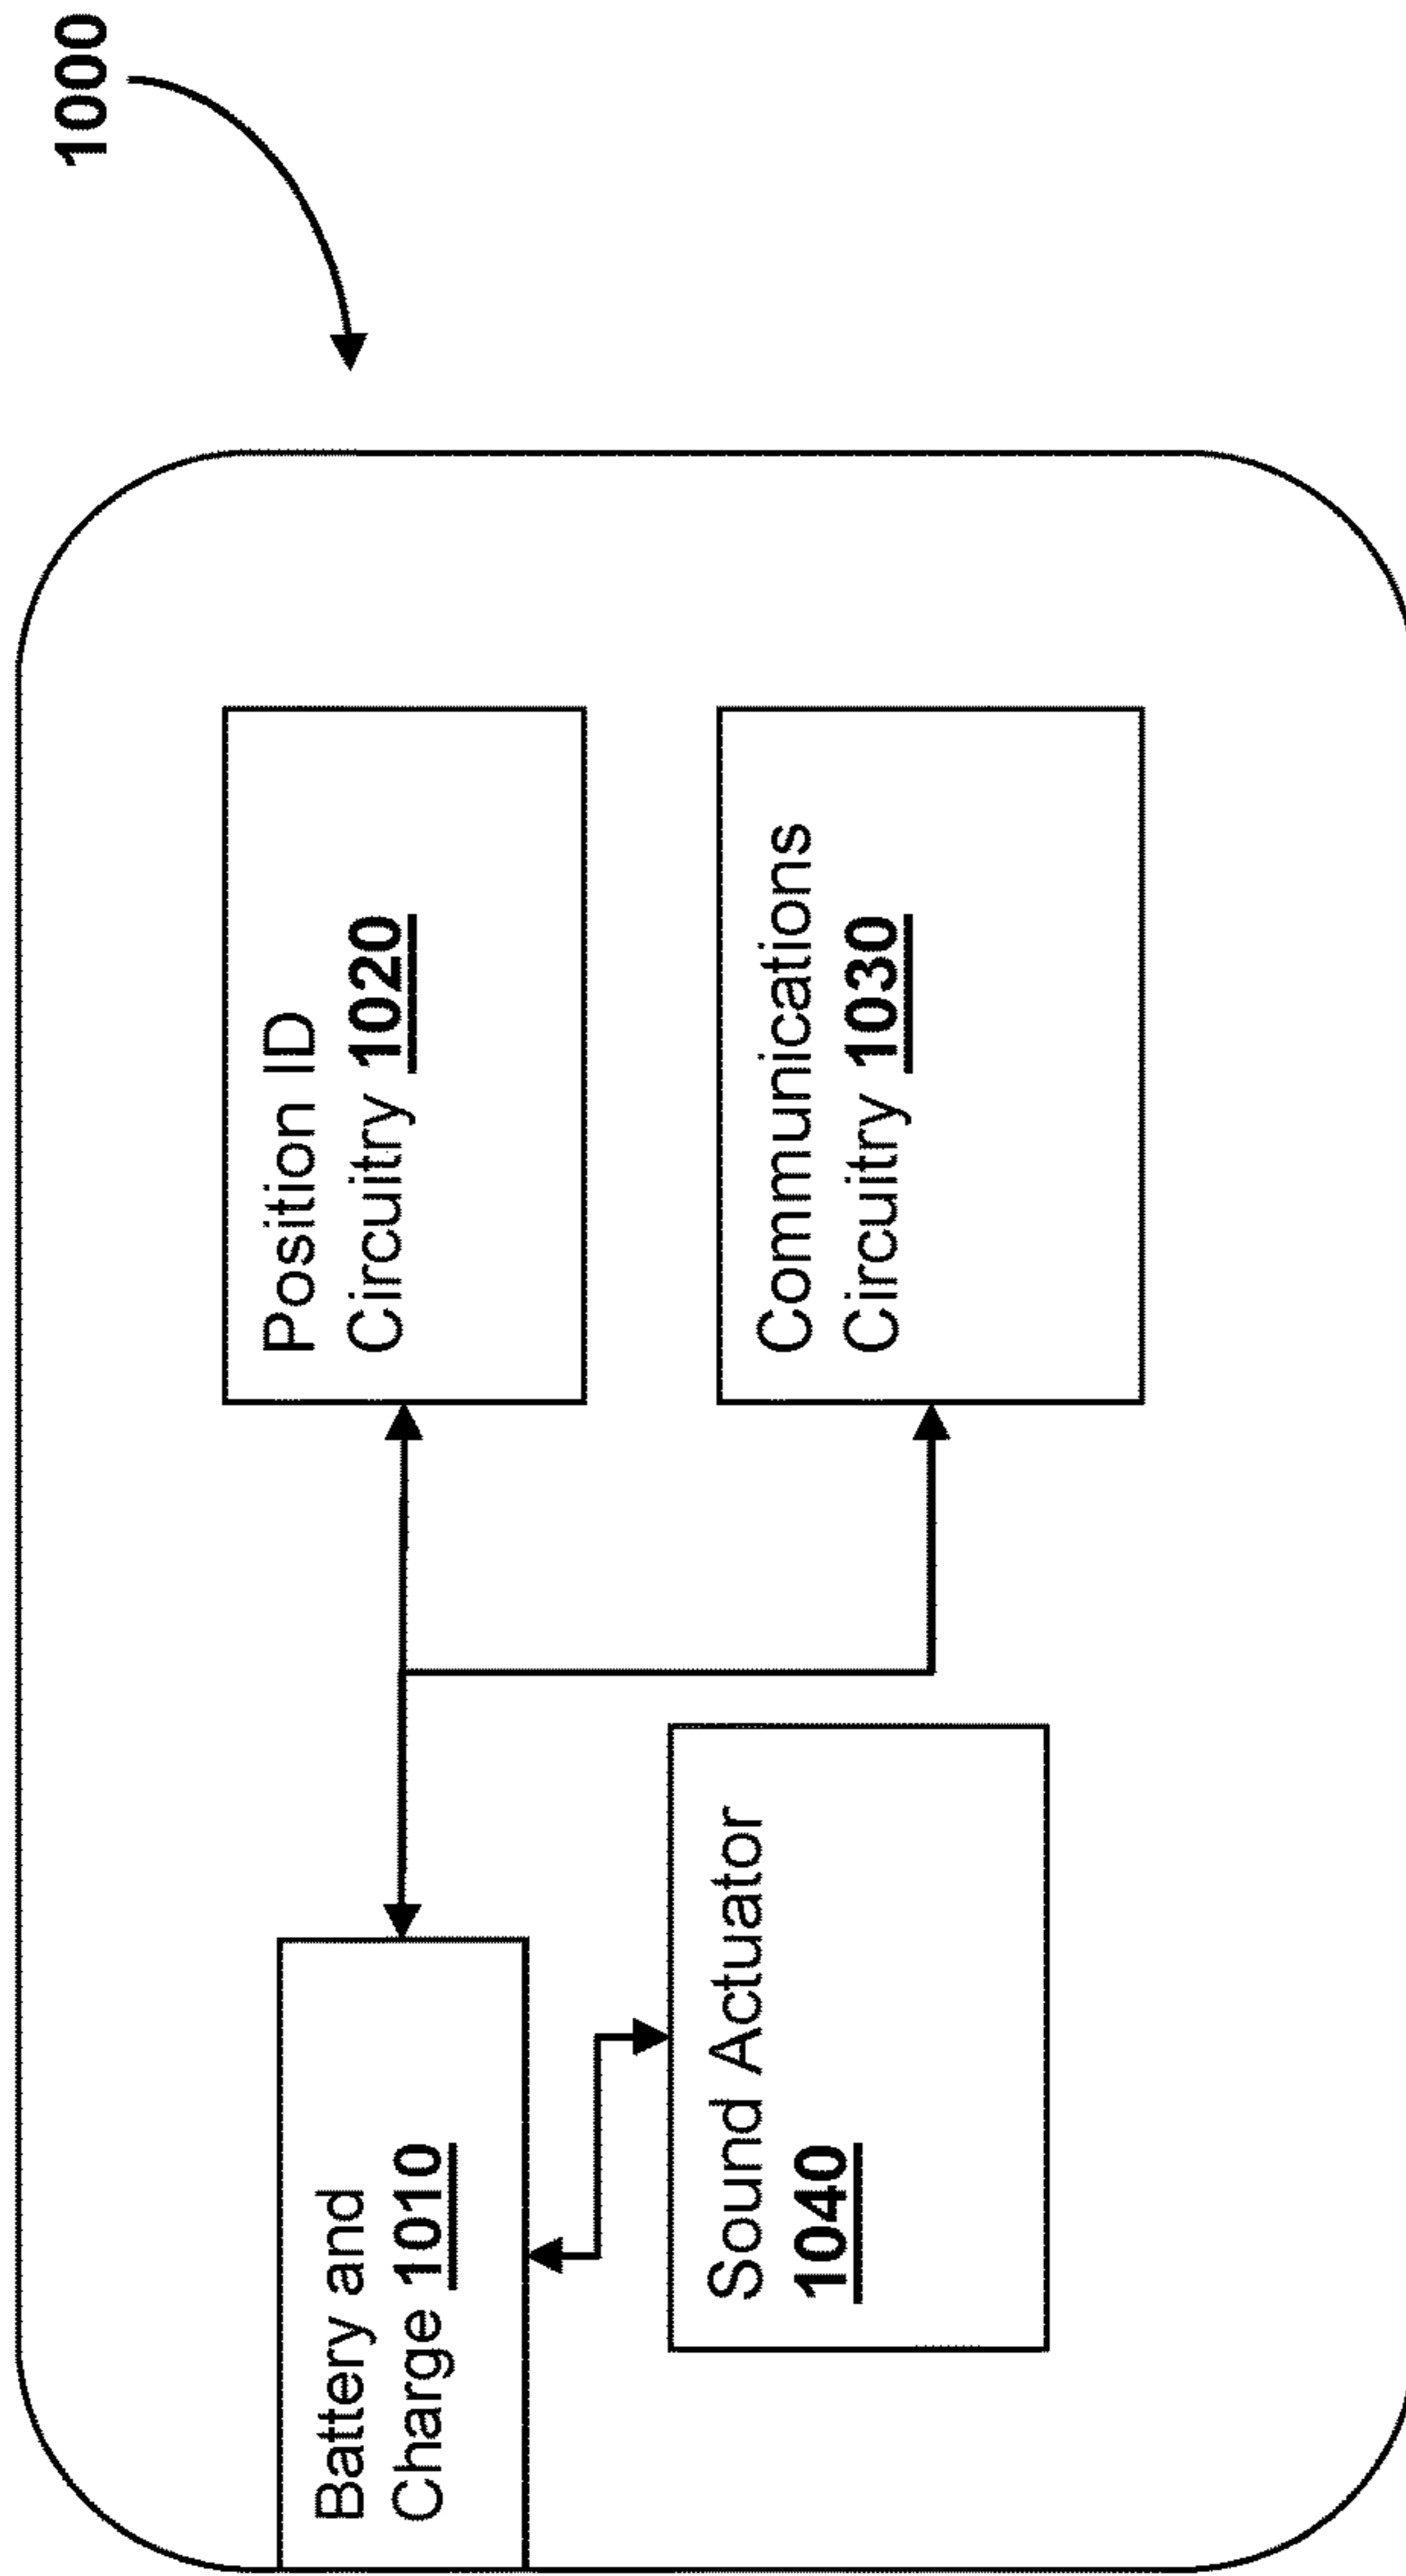 1000
Position ID
Circuitry 1020
Battery and
Charge 1010
Communications
Circuitry 1030
Sound Actuator
1040